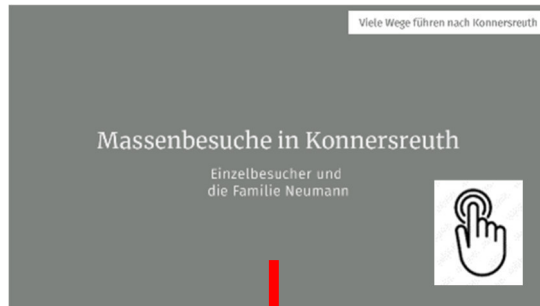 Viele Wege führen nach Konnersreuth
Massenbesuche in Konnersreuth
Einzelbesucher und
die Familie Neumann